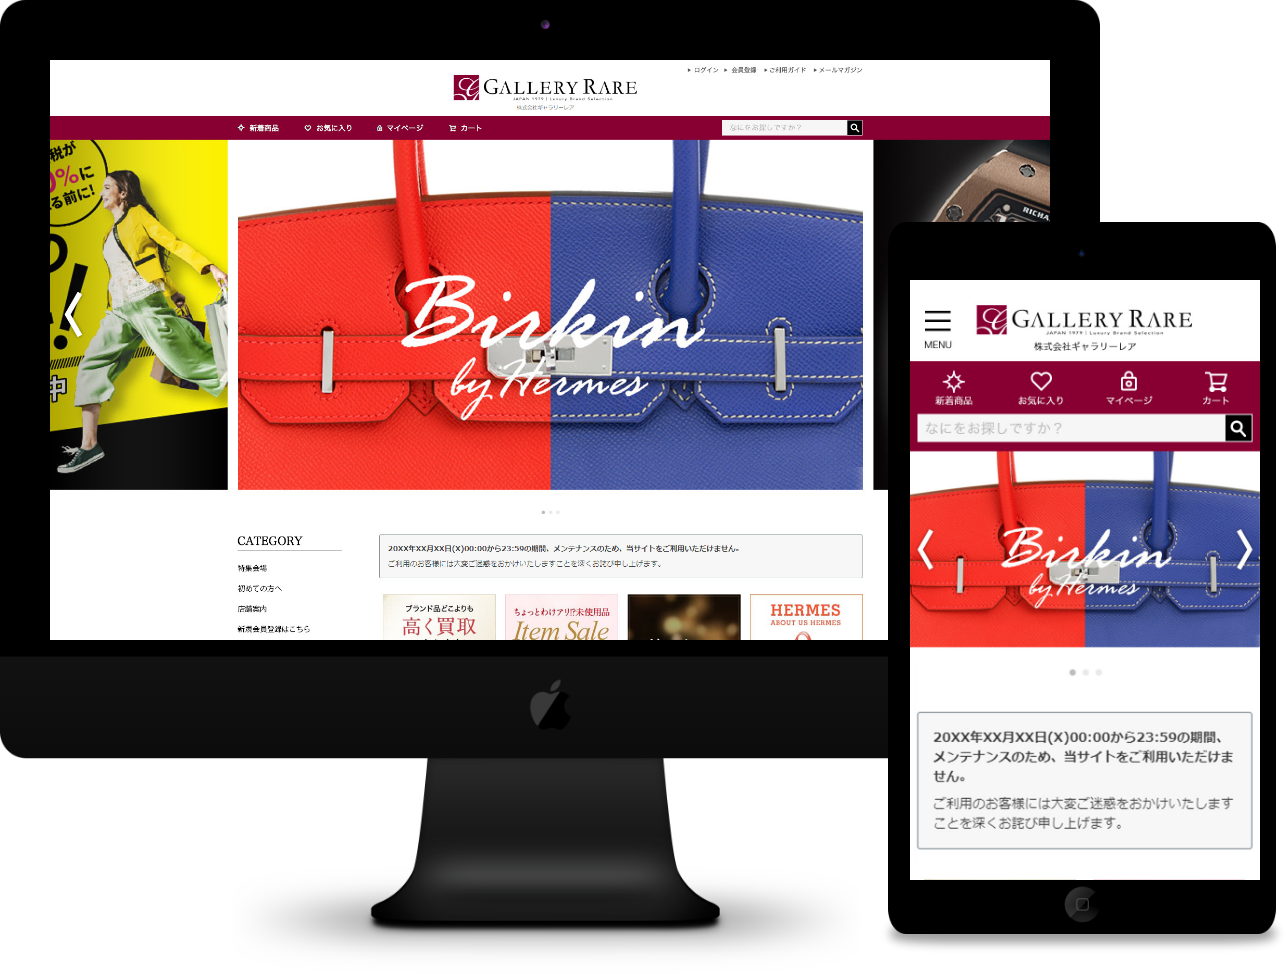 ログイン
会員登録
ご利用ガイド
メールマガジン
GALLERY RARE
JAPAN 1979 | Luxury Brand Selection
株式会社ギャラリーレア
新着商品
お気に入り
マイページ
カート
なにをお探しですか？
税が
%に
る前に!
!
中
Birkin
by Hermes
RICHA
CATEGORY
特集会場
初めての方へ
店舗案内
新規会員登録はこちら
20XX年XX月XX日(X)00:00から23:59の期間、メンテナンスのため、当サイトをご利用いただけません。
ご利用のお客様には大変ご迷惑をおかけいたしますことを深くお詫び申し上げます。
ブランド品どこよりも
高く買取
ちょっとわけアリ!?未使用品
Item Sale
HERMES
ABOUT US HERMES
MENU
GALLERY RARE
JAPAN 1979 | Luxury Brand Selection
株式会社ギャラリーレア
新着商品
お気に入り
マイページ
カート
なにをお探しですか？
Birkin
by Hermes
20XX年XX月XX日(X)00:00から23:59の期間、
メンテナンスのため、当サイトをご利用いただけま
せん。
ご利用のお客様には大変ご迷惑をおかけいたします
ことを深くお詫び申し上げます。